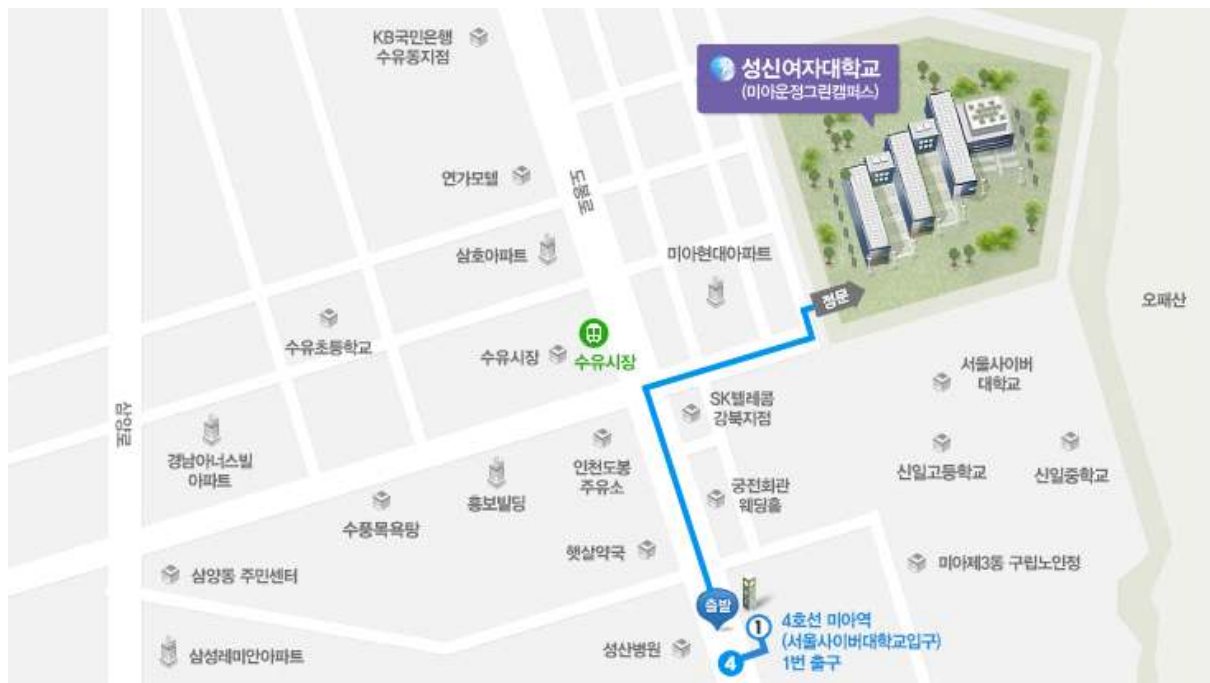 KB국민은행
수유동지점
성신여자대학교
(미아운정그린캠퍼스)
연가모텔
도봉로
삼호아파트
미아현대아파트
정문
오패산
수유초등학교
수유시장
수유시장
서울사이버
대학교
SK텔레콤
강북지점
삼양로
경남아너스빌
아파트
인천도봉
주유소
신일고등학교
신일중학교
흥보빌딩
궁전회관
웨딩홀
수풍목욕탕
햇살약국
미아제3동 구립노인정
삼양동 주민센터
출발
1
4호선 미아역
(서울사이버대학교입구)
1번 출구
성산병원
4
삼성레미안아파트